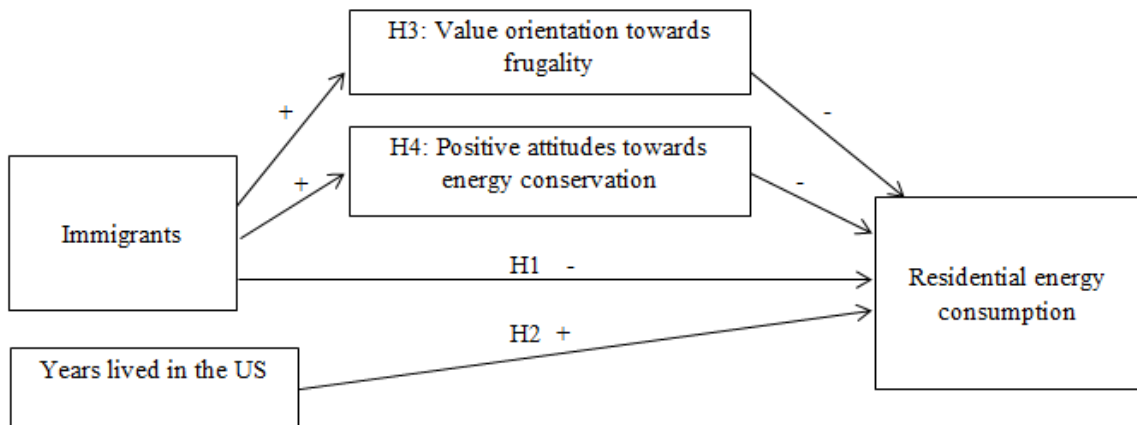 H3: Value orientation towards
frugality
+
-
H4: Positive attitudes towards
energy conservation
+
-
Immigrants
H1 -
Residential energy
consumption
H2 +
Years lived in the US